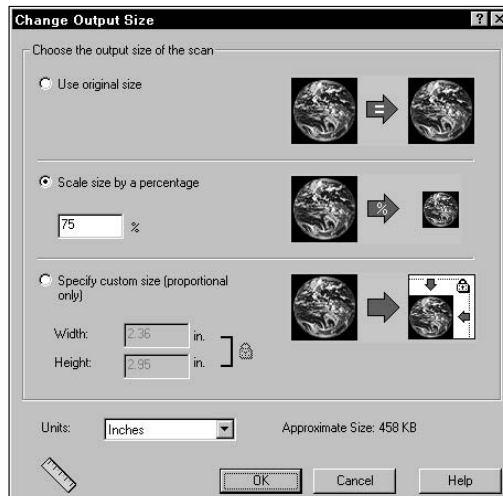 Change Output Size
Choose the output size of the scan
Use original size
=
Scale size by a percentage
75 %
%
Specify custom size (proportional
only)
Width: 2.36 in.
Height: 2.95 in.
Units: Inches
Approximate Size: 458 KB
OK Cancel Help